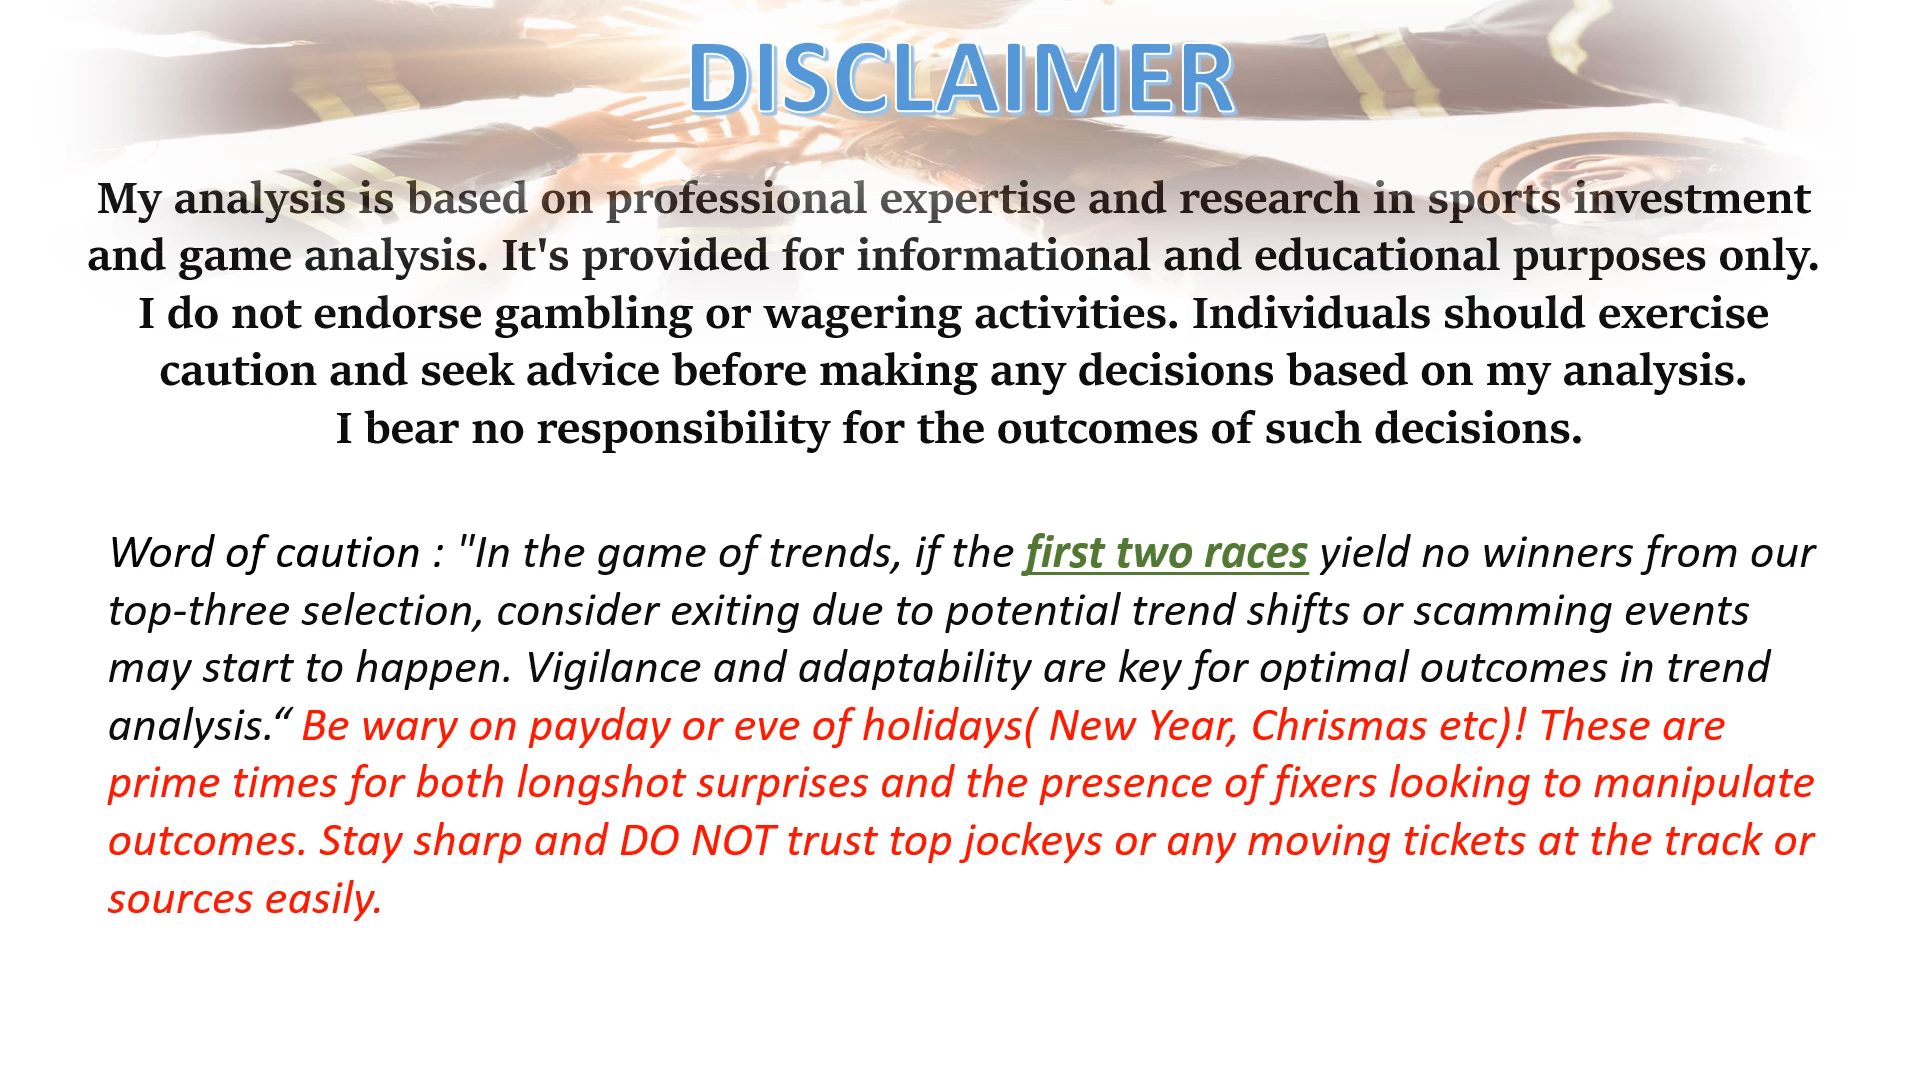 DISCLAIMER
My analysis is based on professional expertise and research in sports investment
and game analysis. It's provided for informational and educational purposes only.
I do not endorse gambling or wagering activities. Individuals should exercise
caution and seek advice before making any decisions based on my analysis.
I bear no responsibility for the outcomes of such decisions.
Word of caution : "In the game of trends, if the first two races yield no winners from our
top-three selection, consider exiting due to potential trend shifts or scamming events
may start to happen. Vigilance and adaptability are key for optimal outcomes in trend
analysis.“ Be wary on payday or eve of holidays( New Year, Chrismas etc)! These are
prime times for both longshot surprises and the presence of fixers looking to manipulate
outcomes. Stay sharp and DO NOT trust top jockeys or any moving tickets at the track or
sources easily.